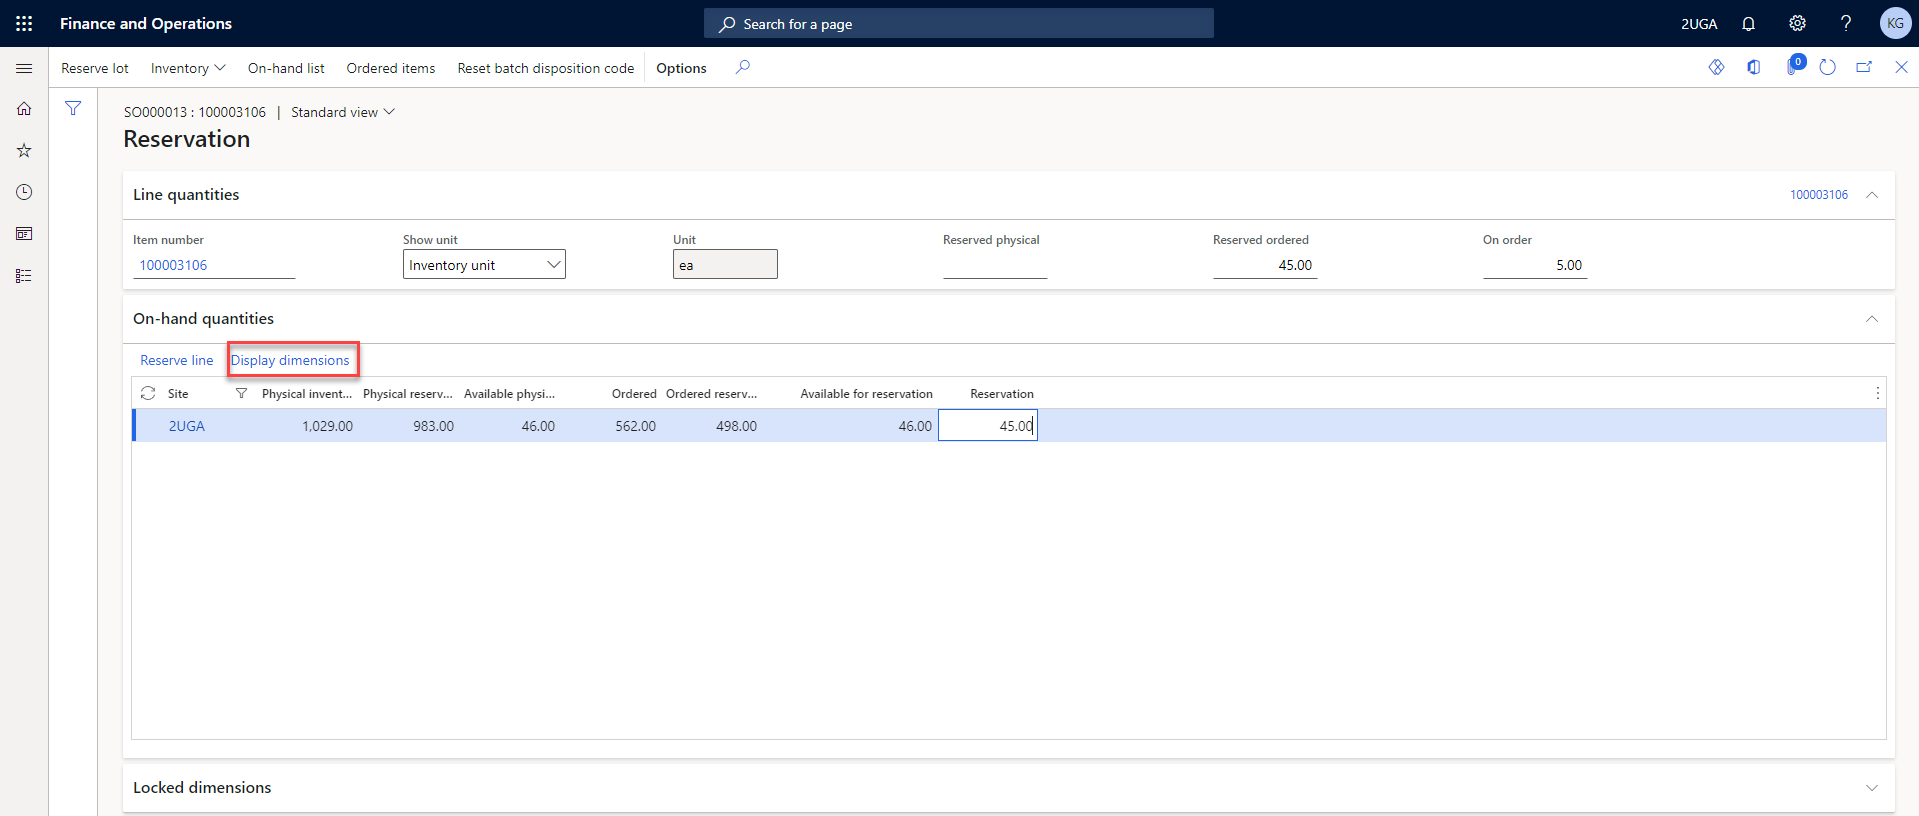 Finance and Operations Search for a page 2UGA ? KG
Reserve lot Inventory On-hand list Ordered items Reset batch disposition code Options 0
SO000013 : 100003106 | Standard view
Reservation
Line quantities 100003106
Item number Show unit Unit Reserved physical Reserved ordered On order
100003106 Inventory unit ea 45.00 5.00
On-hand quantities
Reserve line Display dimensions
Site Physical invent... Physical reserv... Available physi... Ordered Ordered reserv... Available for reservation Reservation
2UGA 1,029.00 983.00 46.00 562.00 498.00 46.00 45.00
Locked dimensions